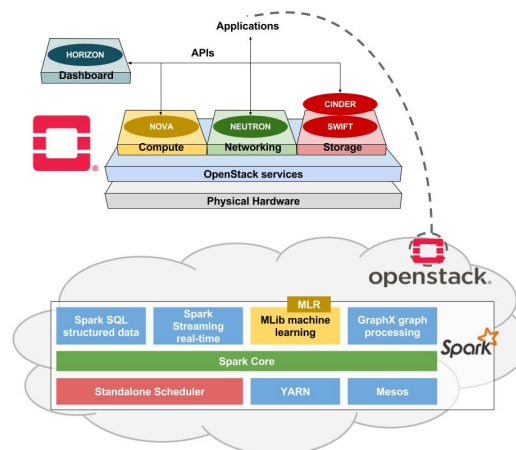 Applications
APIs
HORIZON
Dashboard
CINDER
NOVA
NEUTRON
SWIFT
Compute
Networking
Storage
OpenStack services
Physical Hardware
®
openstack.
MLR
Spark SQL
structured data
Spark
Streaming
real-time
MLib machine
learning
GraphX graph
processing
Spark
Spark Core
Standalone Scheduler
YARN
Mesos